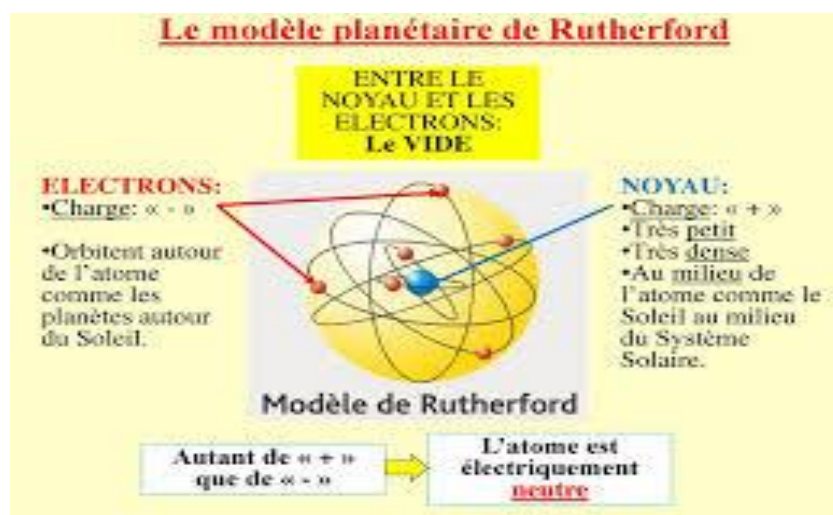 Le modèle planétaire de Rutherford
ENTRE LE
NOYAU ET LES
ELECTRONS:
Le VIDE
ELECTRONS:
•Charge: « - »
•Orbitent autour
de l'atome
comme les
planètes autour
du Soleil.
NOYAU:
•Charge: « + »
•Très petit
•Très dense
•Au milieu de
l'atome comme le
Soleil au milieu
du Système
Solaire.
Modèle de Rutherford
Autant de « + »
que de « - »
L'atome est
électriquement
neutre